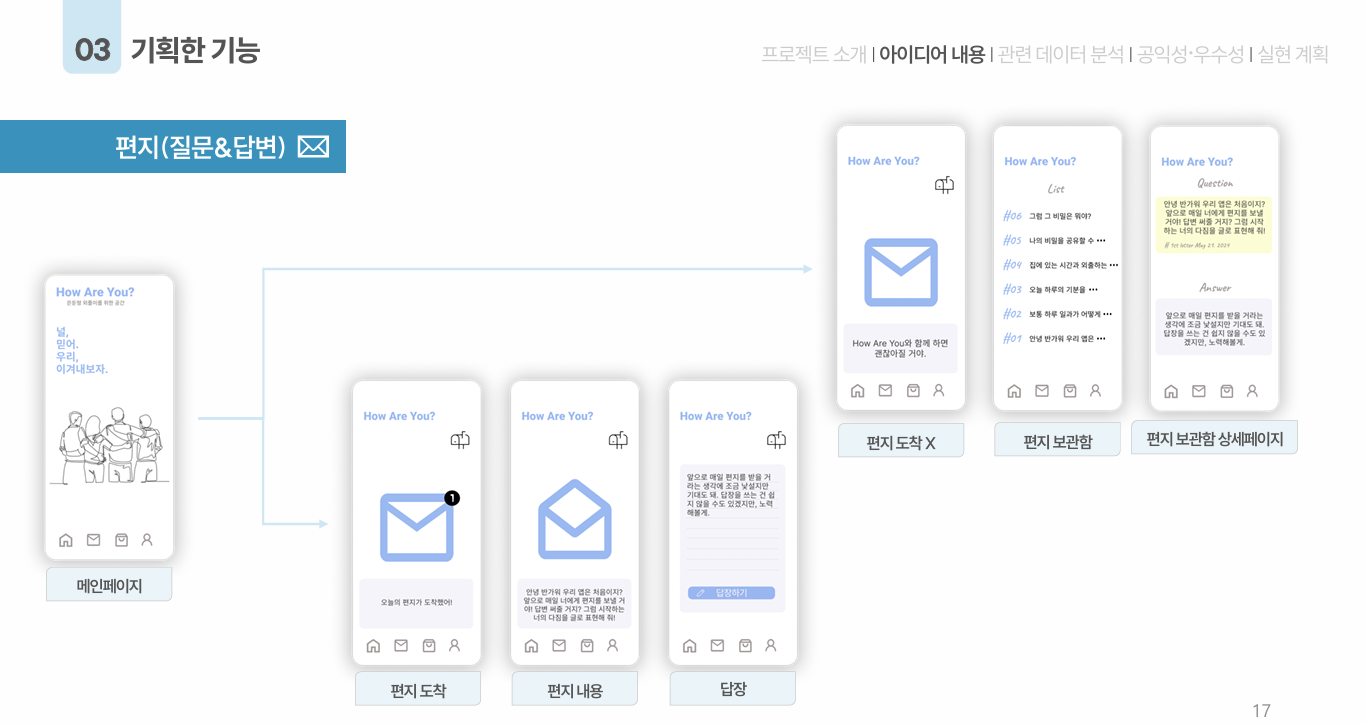 03 기획한 기능
프로젝트 소개 | 아이디어 내용 | 관련 데이터 분석 | 공익성·우수성 | 실현 계획
편지(질문&답변)
How Are You?
은둔형 외톨이를 위한 공간
널,
믿어.
우리,
이겨내보자.
메인페이지
How Are You?
1
오늘의 편지가 도착했어!
편지 도착
How Are You?
안녕 반가워 우리 앱은 처음이지?
앞으로 매일 너에게 편지를 보낼 거
야! 답변 써줄 거지? 그럼 시작하는
너의 다짐을 글로 표현해 줘!
편지 내용
How Are You?
앞으로 매일 편지를 받을 거
라는 생각에 조금 낯설지만
기대도 돼. 답장을 쓰는 건 쉽
지 않을 수도 있겠지만, 노력
해볼게.
답장하기
답장
How Are You?
How Are You와 함께 하면
괜찮아질 거야.
편지 도착 X
How Are You?
List
#06 그럼 그 비밀은 뭐야?
#05 나의 비밀을 공유할 수 •••
#04 집에 있는 시간과 외출하는 •••
#03 오늘 하루의 기분을 •••
#02 보통 하루 일과가 어떻게 •••
#01 안녕 반가워 우리 앱은 •••
편지 보관함
How Are You?
Question
안녕 반가워 우리 앱은 처음이지?
앞으로 매일 너에게 편지를 보낼
거야! 답변 써줄 거지? 그럼 시작
하는 너의 다짐을 글로 표현해 줘!
# 1st letter May 29. 2024
Answer
앞으로 매일 편지를 받을 거라는
생각에 조금 낯설지만 기대도 돼.
답장을 쓰는 건 쉽지 않을 수도 있
겠지만, 노력해볼게.
편지 보관함 상세페이지
17